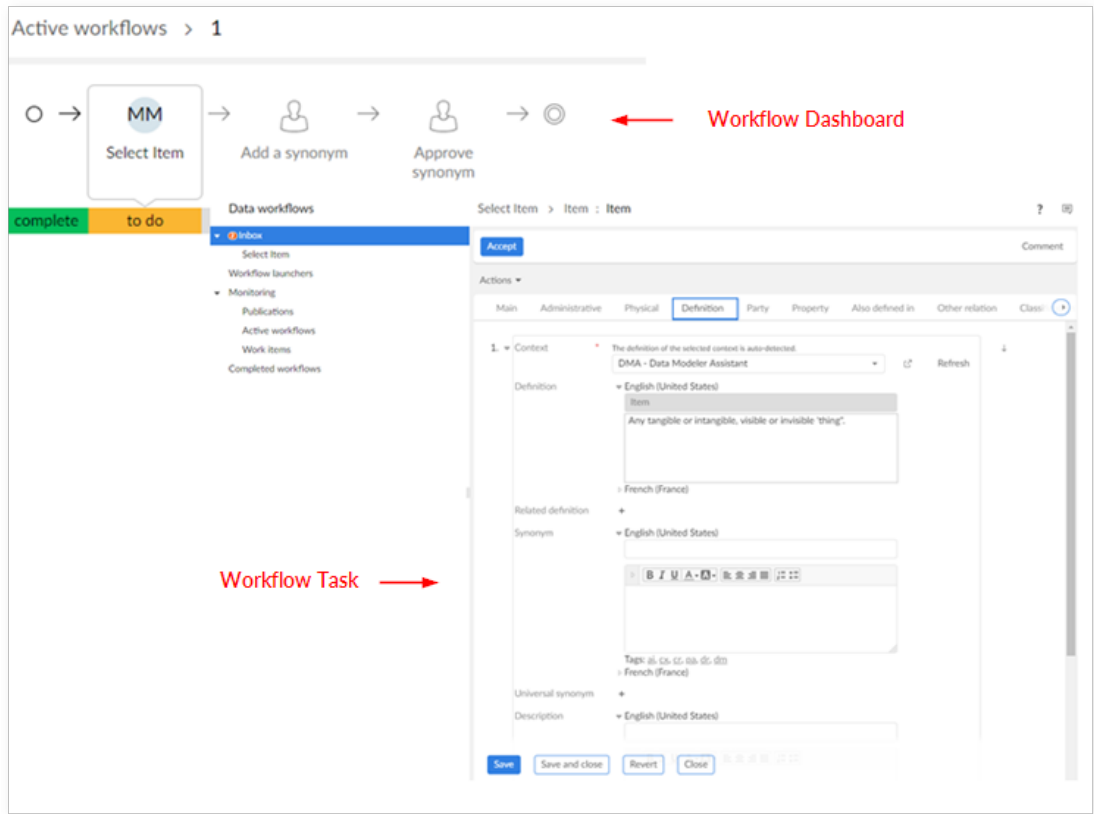 Active workflows > 1
MM
Select Item
Add a synonym
Approve
synonym
Workflow Dashboard
complete
to do
Data workflows
Inbox
Select Item
Workflow launchers
Monitoring
Publications
Active workflows
Work items
Completed workflows
Select Item > Item : Item
?
Accept
Comment
Actions
Main Administrative Physical Definition Party Property Also defined in Other relation
1. Context * The definition of the selected context is auto-detected.
DMA - Data Modeler Assistant
Refresh
Definition
English (United States)
Item
Any tangible or intangible, visible or invisible 'thing".
French (France)
Related definition +
Synonym
English (United States)
B I U A A
Tags: ai, cx, cr, pa, dr, dm
French (France)
Universal synonym +
Description
English (United States)
Workflow Task
Save Save and close Revert Close